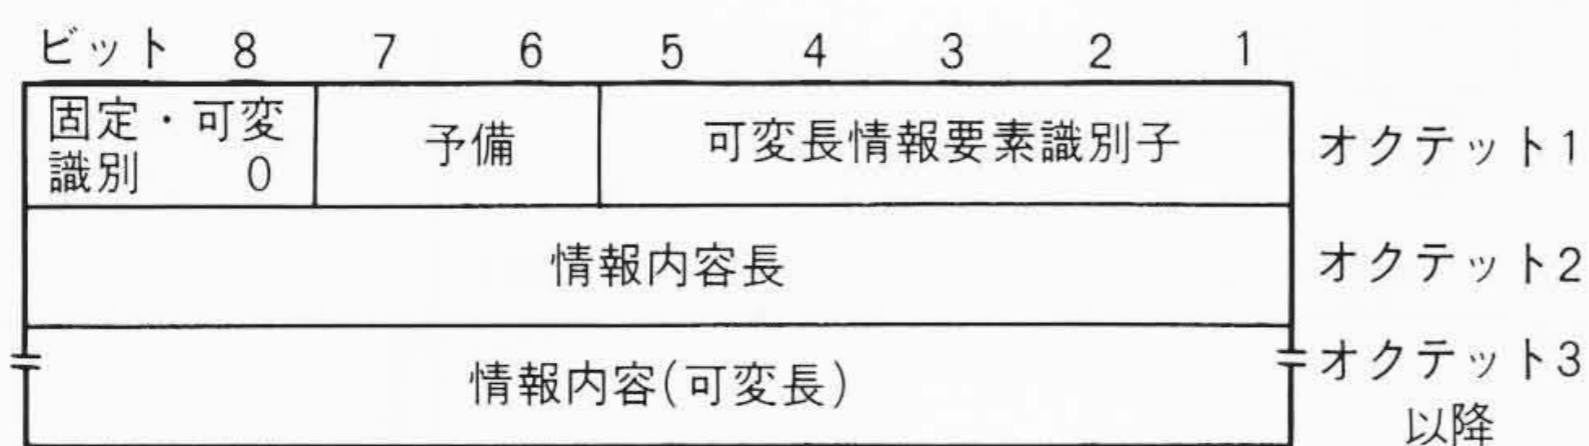 ビット 8 7 6 5 4 3 2 1
固定・可変
識別 0
予備
可変長情報要素識別子
オクテット1
情報内容長
オクテット2
情報内容(可変長)
オクテット3
以降